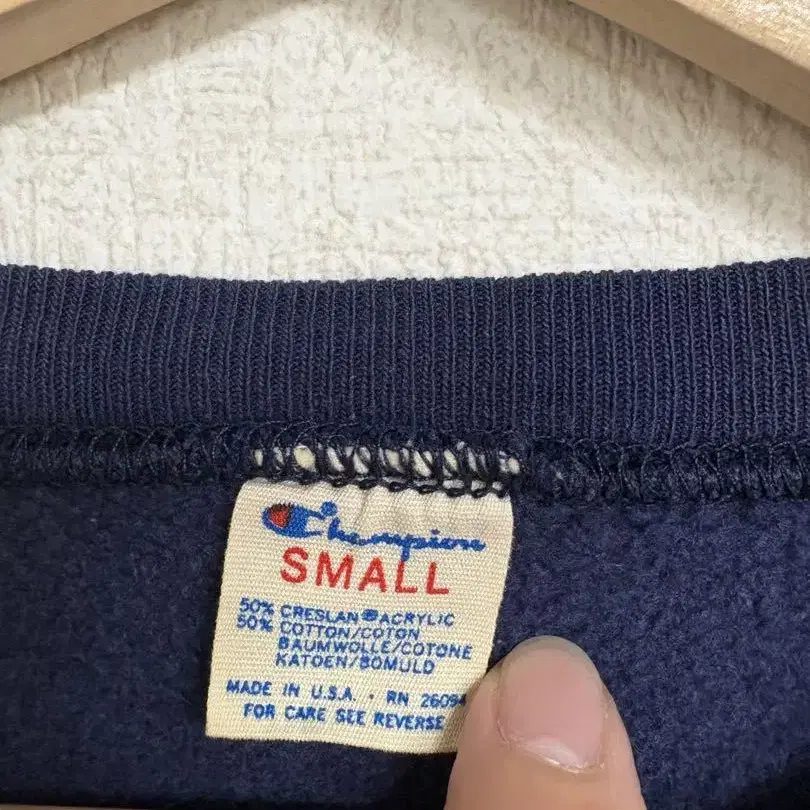 Champion
SMALL
50% CRESLAN® ACRYLIC
50% COTTON/COTON
BAUMWOLLE/COTONE
KATOEN/BOMULD
MADE IN U.S.A. · RN 26094
FOR CARE SEE REVERSE